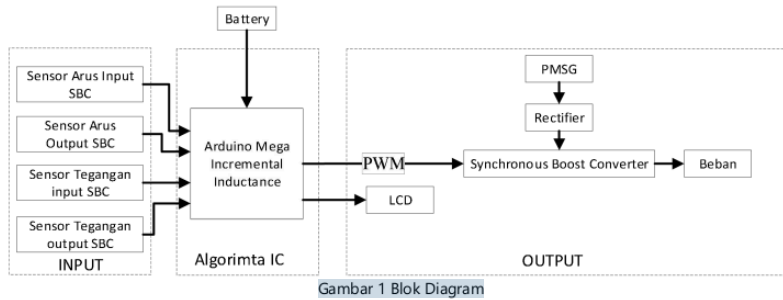 Battery
Sensor Arus Input
SBC
Sensor Arus
Output SBC
Sensor Tegangan
input SBC
Sensor Tegangan
output SBC
INPUT
Arduino Mega
Incremental
Inductance
Algorimta IC
PWM
LCD
PMSG
Rectifier
Synchronous Boost Converter
Beban
OUTPUT
Gambar 1 Blok Diagram